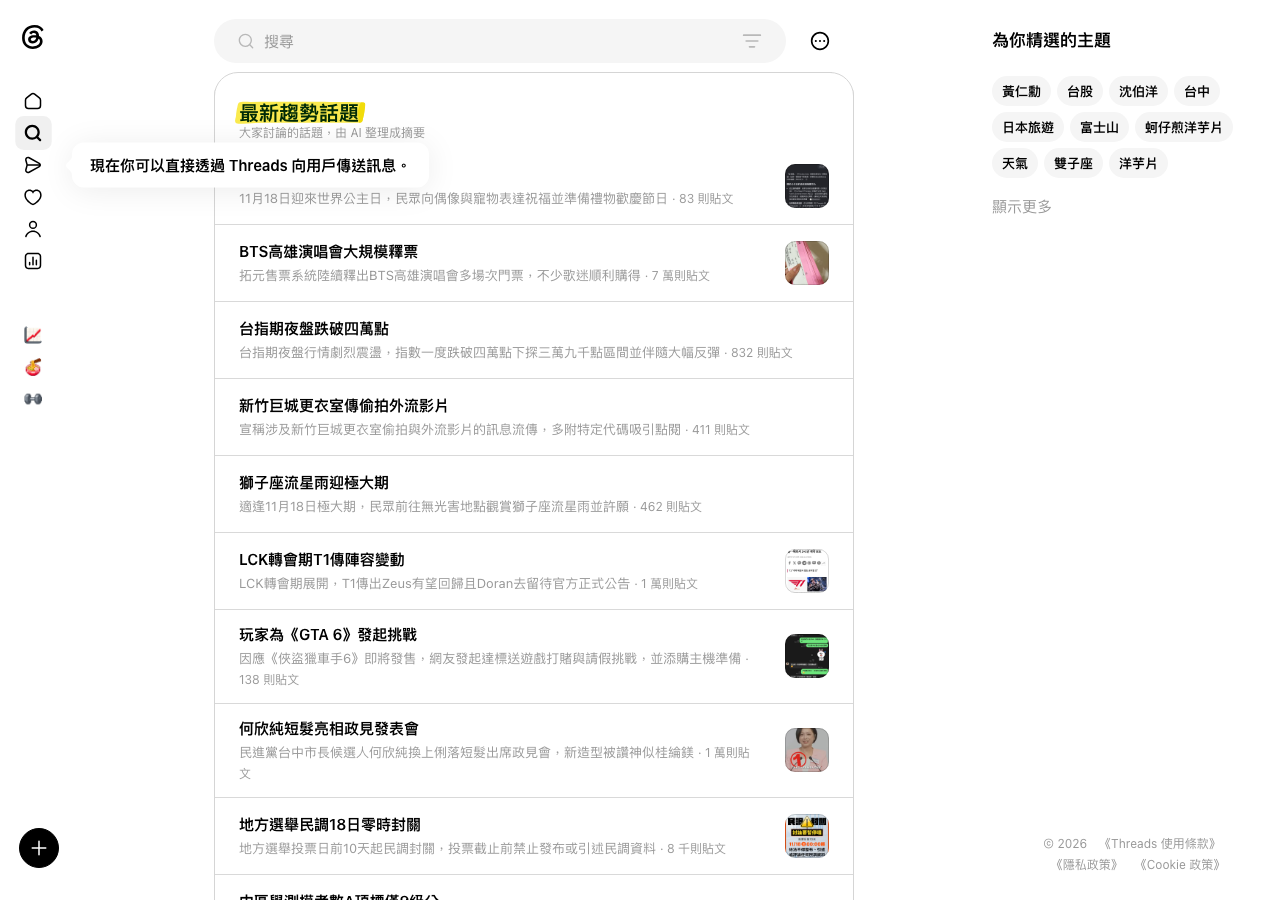 搜尋
最新趨勢話題
大家討論的話題，由 AI 整理成摘要
現在你可以直接透過 Threads 向用戶傳送訊息。
11月18日迎來世界公主日，民眾向偶像與寵物表達祝福並準備禮物歡慶節日 · 83 則貼文
BTS高雄演唱會大規模釋票
拓元售票系統陸續釋出BTS高雄演唱會多場次門票，不少歌迷順利購得 · 7 萬則貼文
台指期夜盤跌破四萬點
台指期夜盤行情劇烈震盪，指數一度跌破四萬點下探三萬九千點區間並伴隨大幅反彈 · 832 則貼文
新竹巨城更衣室傳偷拍外流影片
宣稱涉及新竹巨城更衣室偷拍與外流影片的訊息流傳，多附特定代碼吸引點閱 · 411 則貼文
獅子座流星雨迎極大期
適逢11月18日極大期，民眾前往無光害地點觀賞獅子座流星雨並許願 · 462 則貼文
LCK轉會期T1傳陣容變動
LCK轉會期展開，T1傳出Zeus有望回歸且Doran去留待官方正式公告 · 1 萬則貼文
玩家為《GTA 6》發起挑戰
因應《俠盜獵車手6》即將發售，網友發起達標送遊戲打賭與請假挑戰，並添購主機準備 ·
138 則貼文
何欣純短髮亮相政見發表會
民進黨台中市長候選人何欣純換上俐落短髮出席政見會，新造型被讚神似桂綸鎂 · 1 萬則貼
文
地方選舉民調18日零時封關
地方選舉投票日前10天起民調封關，投票截止前禁止發布或引述民調資料 · 8 千則貼文
為你精選的主題
黃仁勳 台股 沈伯洋 台中
日本旅遊 富士山 蚵仔煎洋芋片
天氣 雙子座 洋芋片
顯示更多
© 2026 《Threads 使用條款》
《隱私政策》 《Cookie 政策》